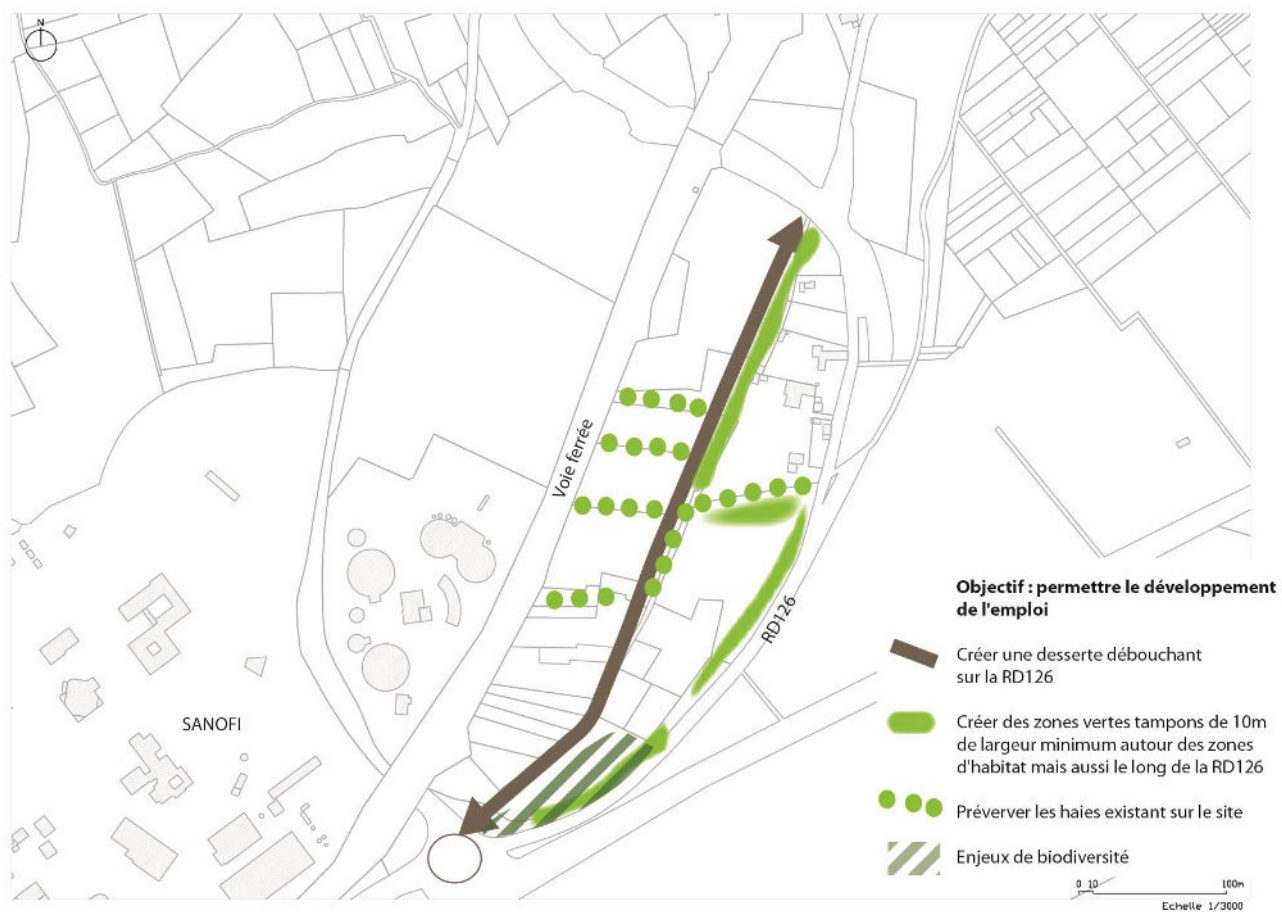 N
Voie ferrée
RD126
SANOFI
Objectif : permettre le développement
de l'emploi
Créer une desserte débouchant
sur la RD126
Créer des zones vertes tampons de 10m
de largeur minimum autour des zones
d'habitat mais aussi le long de la RD126
Préverver les haies existant sur le site
Enjeux de biodiversité
0 10 100m
Echelle 1/3000